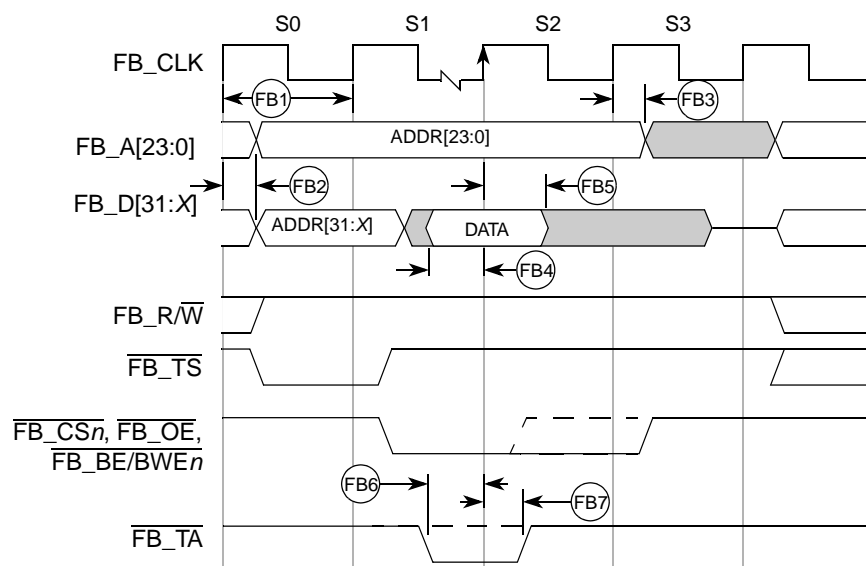 S0 S1 S2 S3
FB_CLK
FB1
FB3
FB_A[23:0]
ADDR[23:0]
FB2
FB5
FB_D[31:X]
ADDR[31:X]
DATA
FB4
FB_R/W
FB_TS
FB_CSn, FB_OE,
FB_BE/BWEn
FB6
FB7
FB_TA